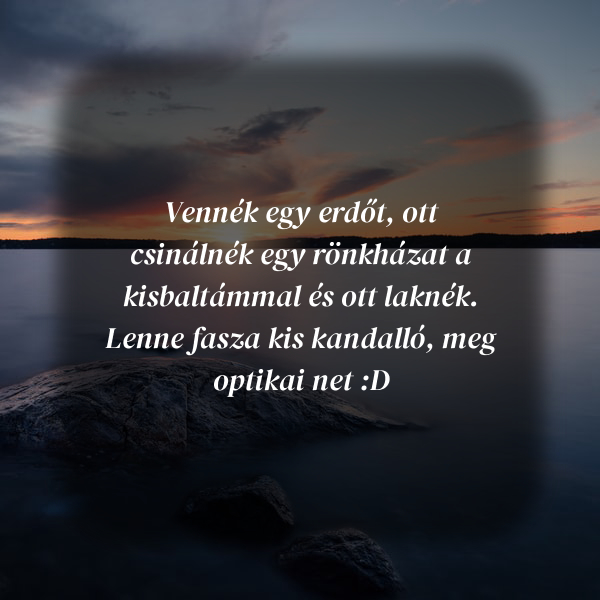 Vennék egy erdőt, ott
csinálnék egy rönkházat a
kisbaltámmal és ott laknék.
Lenne fasza kis kandalló, meg
optikai net :D